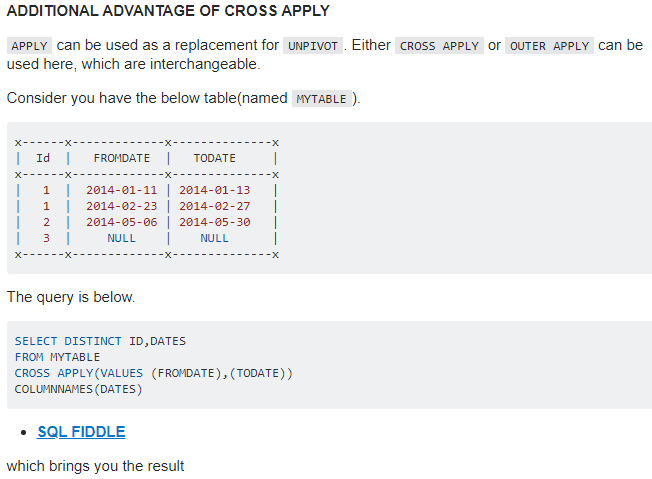 ADDITIONAL ADVANTAGE OF CROSS APPLY
APPLY can be used as a replacement for UNPIVOT. Either CROSS APPLY or OUTER APPLY can be
used here, which are interchangeable.
Consider you have the below table(named MYTABLE).
x------x-------------x--------------x
|  Id  |   FROMDATE  |   TODATE     |
x------x-------------x--------------x
|   1  |  2014-01-11 | 2014-01-13   |
|   1  |  2014-02-23 | 2014-02-27   |
|   2  |  2014-05-06 | 2014-05-30   |
|   3  |     NULL    |    NULL      |
x------x-------------x--------------x
The query is below.
SELECT DISTINCT ID,DATES
FROM MYTABLE
CROSS APPLY(VALUES (FROMDATE),(TODATE))
COLUMNNAMES(DATES)
• SQL FIDDLE
which brings you the result